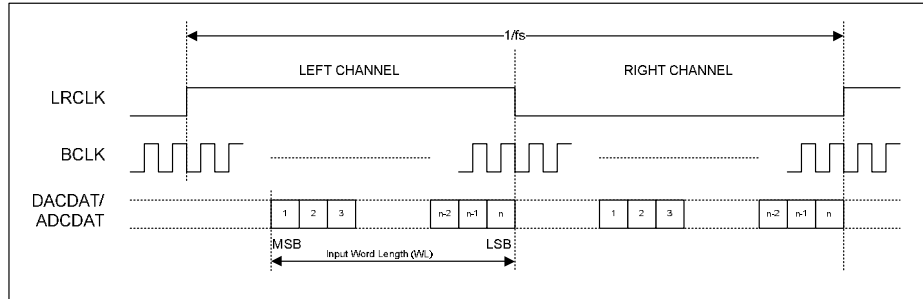 1/fs
LEFT CHANNEL RIGHT CHANNEL
LRCLK
BCLK
DACDAT/
ADCDAT
1 2 3 n-2 n-1 n 1 2 3 n-2 n-1 n
MSB LSB
Input Word Length (WL)